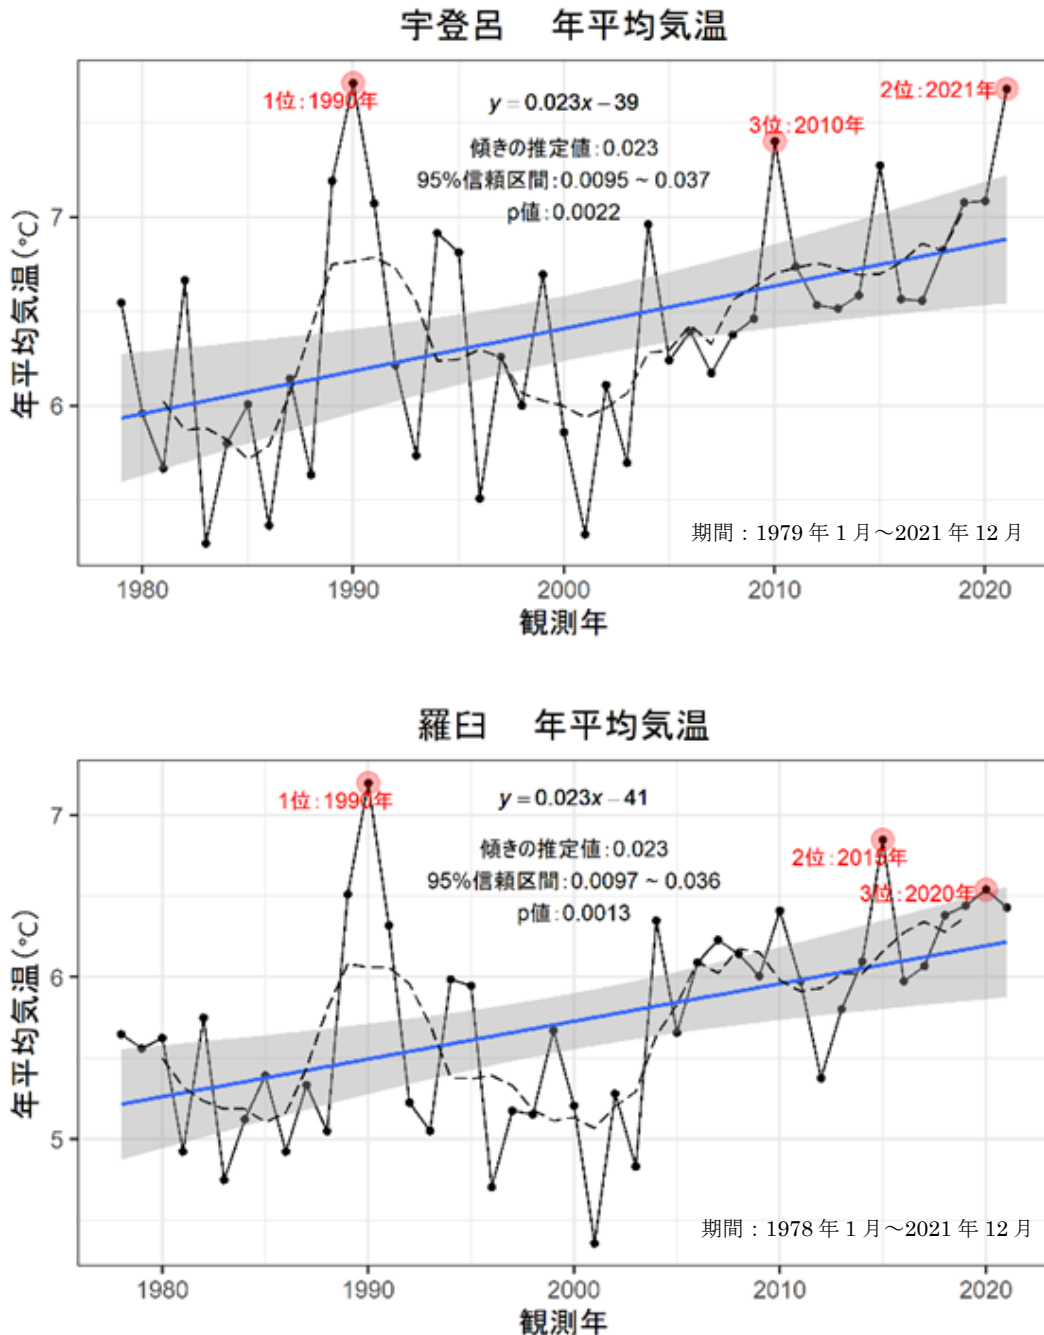 宇登呂 年平均気温
1位：1990年
y = 0.023x − 39
2位：2021年
3位：2010年
傾きの推定値：0.023
95%信頼区間：0.0095 ~ 0.037
p値：0.0022
7
6
年平均気温(℃)
期間：1979年1月～2021年12月
1980
1990
2000
2010
2020
観測年
羅臼 年平均気温
1位：1990年
y = 0.023x − 41
傾きの推定値：0.023
95%信頼区間：0.0097 ~ 0.036
p値：0.0013
2位：2015年
3位：2020年
7
6
5
年平均気温(℃)
期間：1978年1月～2021年12月
1980
1990
2000
2010
2020
観測年